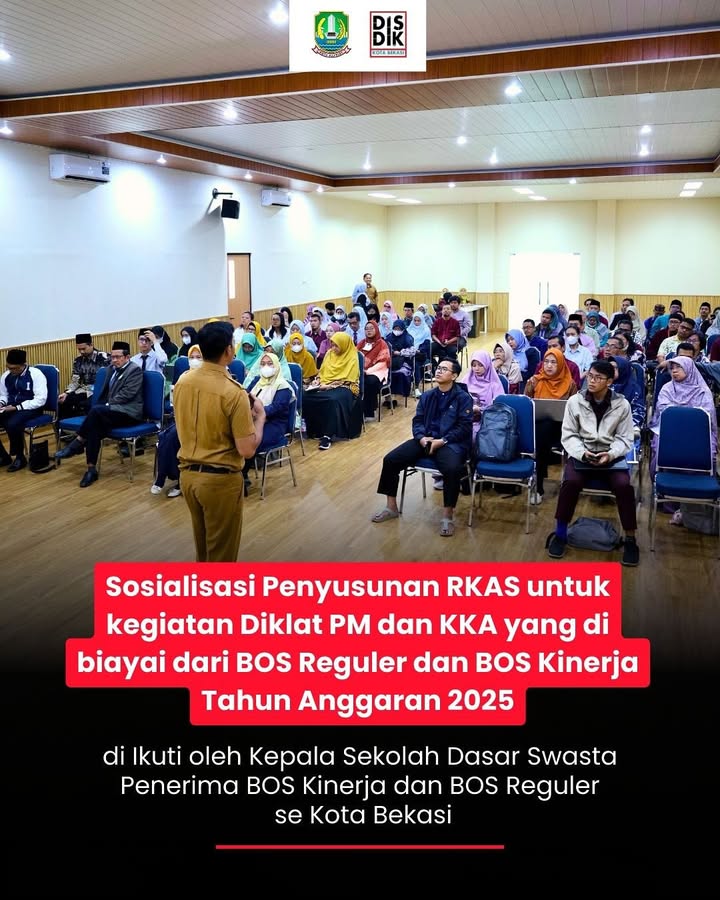 DIS
DIK
KOTA BEKASI
Sosialisasi Penyusunan RKAS untuk
kegiatan Diklat PM dan KKA yang di
biayai dari BOS Reguler dan BOS Kinerja
Tahun Anggaran 2025
di Ikuti oleh Kepala Sekolah Dasar Swasta
Penerima BOS Kinerja dan BOS Reguler
se Kota Bekasi